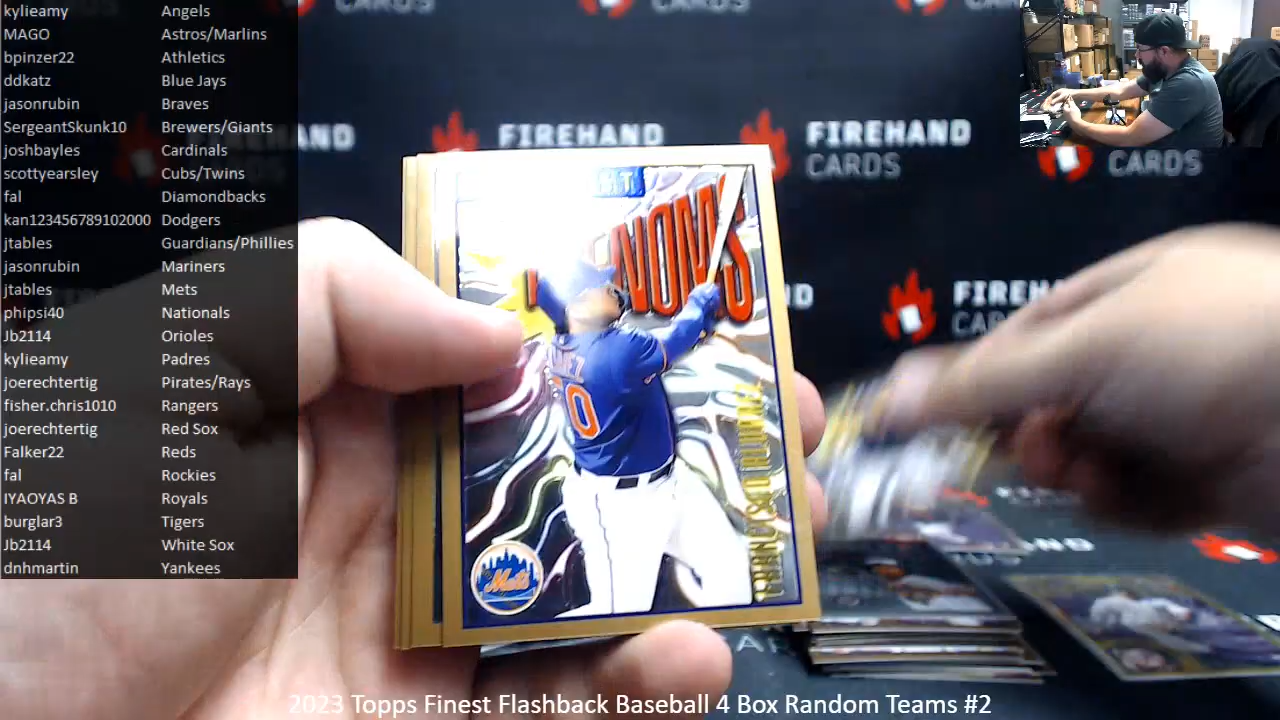 kylieamy Angels
MAGO Astros/Marlins
bpinzer22 Athletics
ddkatz Blue Jays
jasonrubin Braves
SergeantSkunk10 Brewers/Giants
joshbayles Cardinals
scottyearsley Cubs/Twins
fal Diamondbacks
kan123456789102000 Dodgers
jtables Guardians/Phillies
jasonrubin Mariners
jtables Mets
phipsi40 Nationals
Jb2114 Orioles
kylieamy Padres
joerechtertig Pirates/Rays
fisher.chris1010 Rangers
joerechtertig Red Sox
Falker22 Reds
fal Rockies
IYAOYAS B Royals
burglar3 Tigers
Jb2114 White Sox
dnhmartin Yankees
CARDS
FIREHAND
CARDS
FIREHAND
CARDS
CARDS
Mets
2023 Topps Finest Flashback Baseball 4 Box Random Teams #2